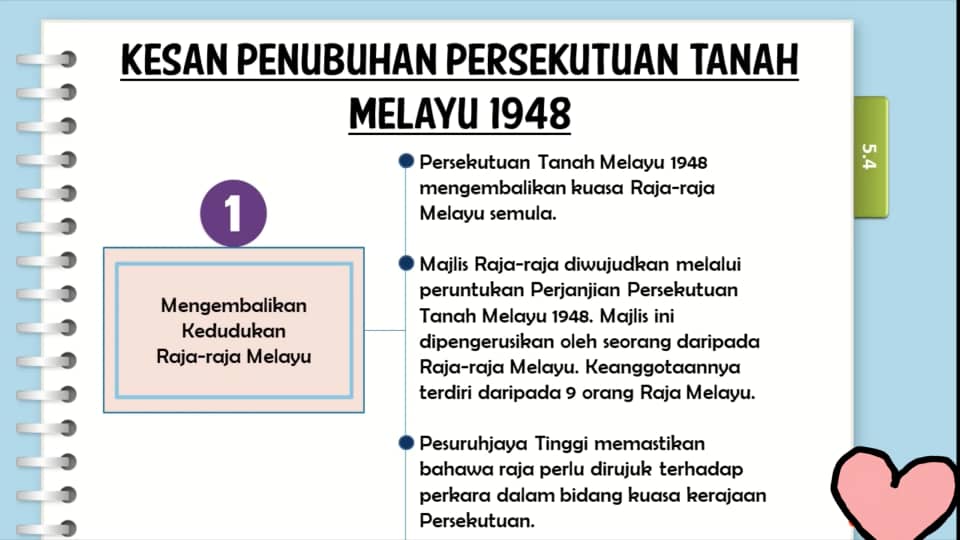 KESAN PENUBUHAN PERSEKUTUAN TANAH
MELAYU 1948
5.4
1
Mengembalikan
Kedudukan
Raja-raja Melayu
Persekutuan Tanah Melayu 1948
mengembalikan kuasa Raja-raja
Melayu semula.
Majlis Raja-raja diwujudkan melalui
peruntukan Perjanjian Persekutuan
Tanah Melayu 1948. Majlis ini
dipengerusikan oleh seorang daripada
Raja-raja Melayu. Keanggotaannya
terdiri daripada 9 orang Raja Melayu.
Pesuruhjaya Tinggi memastikan
bahawa raja perlu dirujuk terhadap
perkara dalam bidang kuasa kerajaan
Persekutuan.